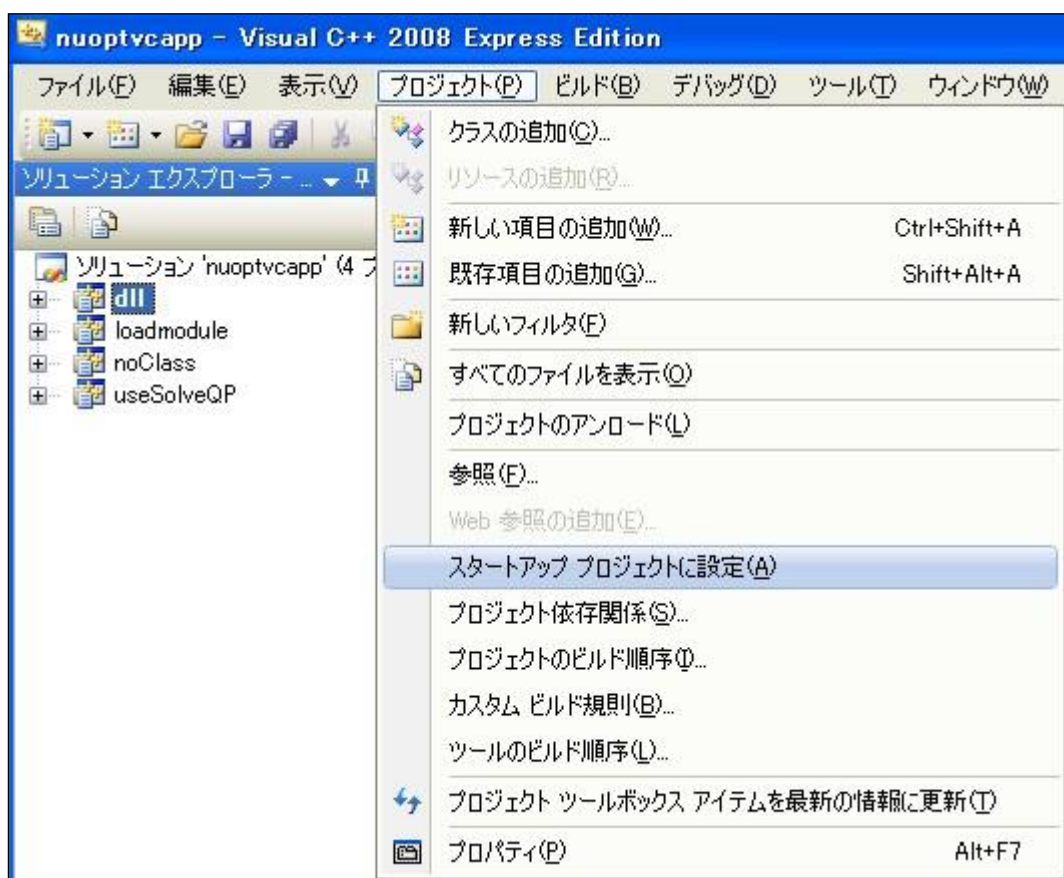 nuoptvcapp - Visual C++ 2008 Express Edition
ファイル(F) 編集(E) 表示(V) プロジェクト(P) ビルド(B) デバッグ(D) ツール(T) ウィンドウ(W)
ソリューション エクスプローラ - ...
ソリューション 'nuoptvcapp' (4 プ
dll
loadmodule
noClass
useSolveQP
クラスの追加(C)...
リソースの追加(R)...
新しい項目の追加(W)... Ctrl+Shift+A
既存項目の追加(G)... Shift+Alt+A
新しいフィルタ(F)
すべてのファイルを表示(O)
プロジェクトのアンロード(L)
参照(F)...
Web 参照の追加(E)...
スタートアップ プロジェクトに設定(A)
プロジェクト依存関係(S)...
プロジェクトのビルド順序(I)...
カスタム ビルド規則(B)...
ツールのビルド順序(L)...
プロジェクト ツールボックス アイテムを最新の情報に更新(T)
プロパティ(P) Alt+F7